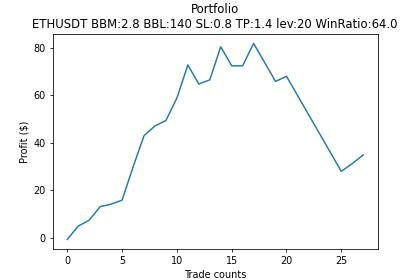 Portfolio
ETHUSDT BBM:2.8 BBL:140 SL:0.8 TP:1.4 lev:20 WinRatio:64.0
80
60
40
20
0
Profit ($)
0 5 10 15 20 25
Trade counts